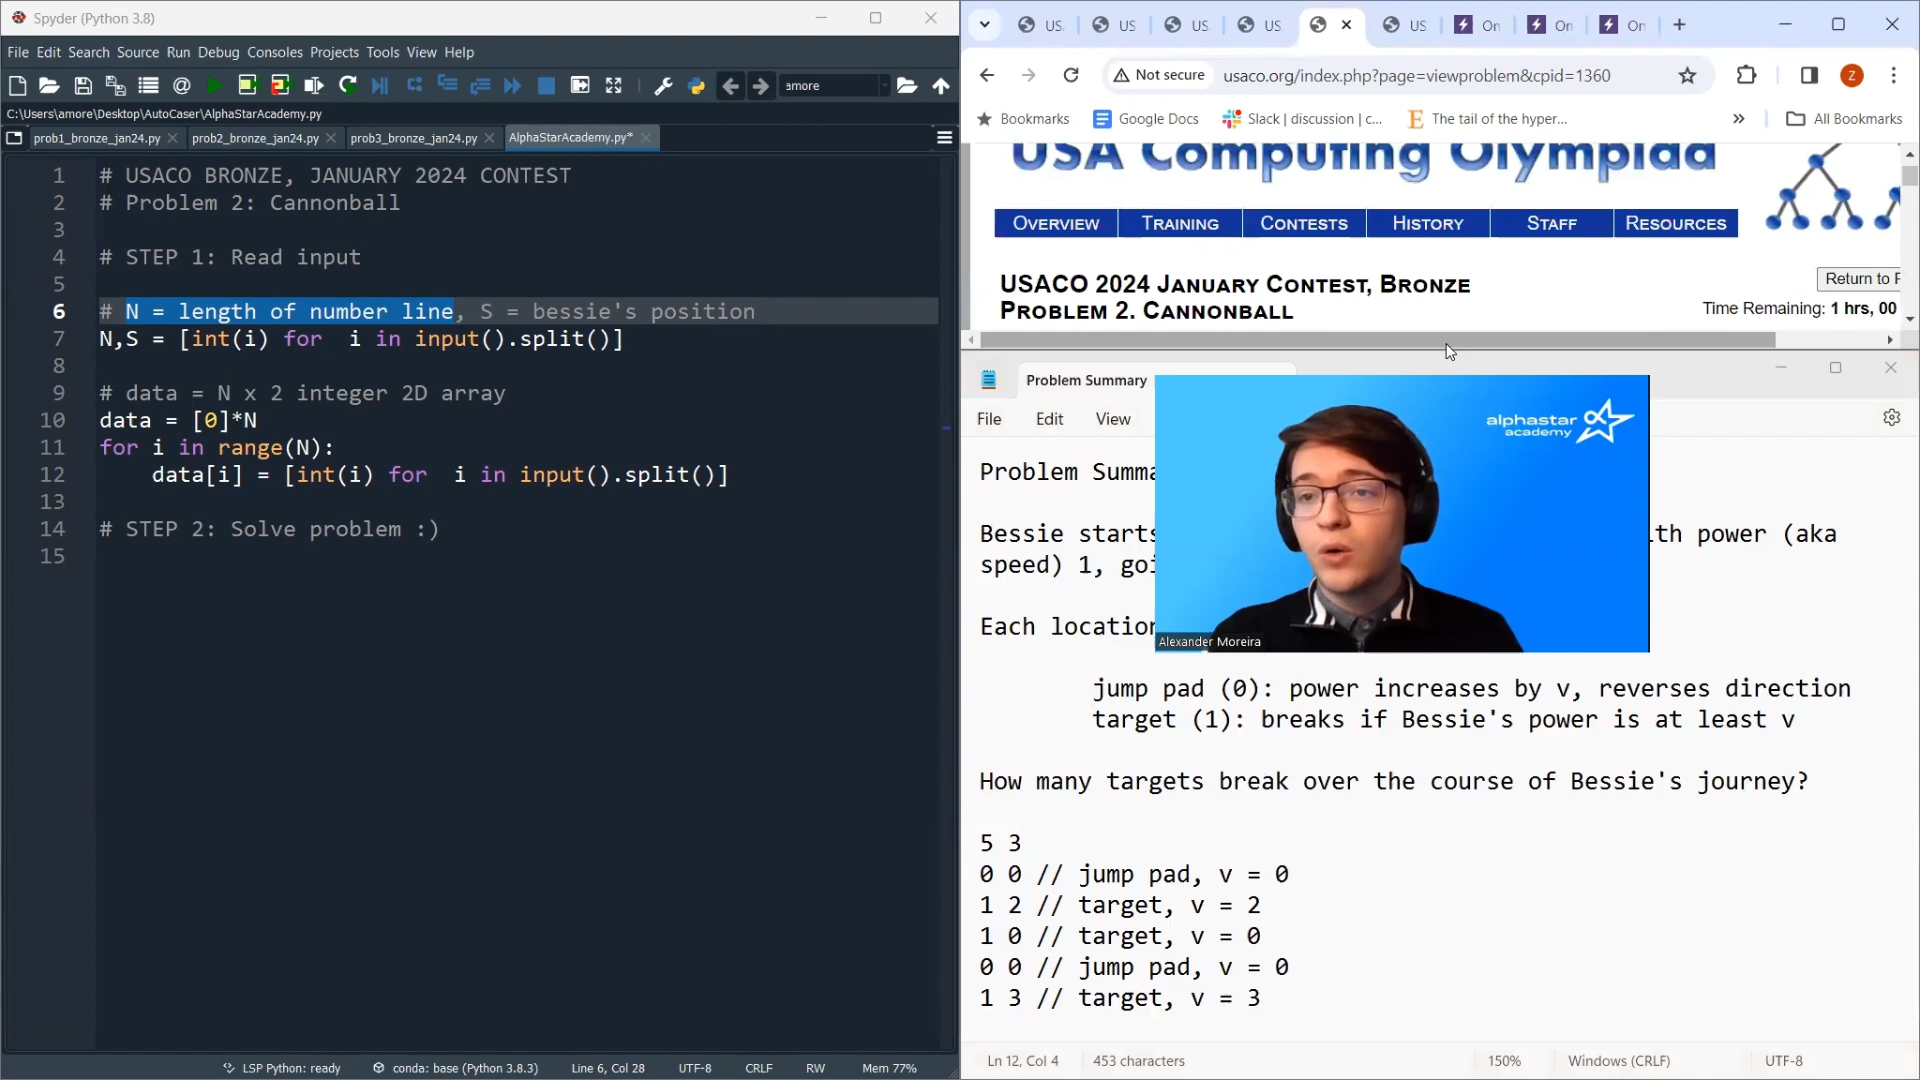 Spyder (Python 3.8)
File Edit Search Source Run Debug Consoles Projects Tools View Help
amore
C:\Users\amore\Desktop\AutoCaser\AlphaStarAcademy.py
prob1_bronze_jan24.py prob2_bronze_jan24.py prob3_bronze_jan24.py AlphaStarAcademy.py*
1 # USACO BRONZE, JANUARY 2024 CONTEST
2 # Problem 2: Cannonball
3
4 # STEP 1: Read input
5
6 # N = length of number line, S = bessie's position
7 N,S = [int(i) for  i in input().split()]
8
9 # data = N x 2 integer 2D array
10 data = [0]*N
11 for i in range(N):
12     data[i] = [int(i) for  i in input().split()]
13
14 # STEP 2: Solve problem :)
15
LSP Python: ready conda: base (Python 3.8.3) Line 6, Col 28 UTF-8 CRLF RW Mem 77%
US US US US US On On On
Not secure usaco.org/index.php?page=viewproblem&cpid=1360 Z
Bookmarks Google Docs Slack | discussion | c... E The tail of the hyper... » All Bookmarks
USA Computing Olympiad
OVERVIEW TRAINING CONTESTS HISTORY STAFF RESOURCES
USACO 2024 JANUARY CONTEST, BRONZE
PROBLEM 2. CANNONBALL
Return to P
Time Remaining: 1 hrs, 00
Problem Summary
File Edit View
alphastar
academy
Alexander Moreira
Problem Summa
Bessie starts th power (aka
speed) 1, goi
Each location
jump pad (0): power increases by v, reverses direction
target (1): breaks if Bessie's power is at least v
How many targets break over the course of Bessie's journey?
5 3
0 0 // jump pad, v = 0
1 2 // target, v = 2
1 0 // target, v = 0
0 0 // jump pad, v = 0
1 3 // target, v = 3
Ln 12, Col 4 453 characters 150% Windows (CRLF) UTF-8